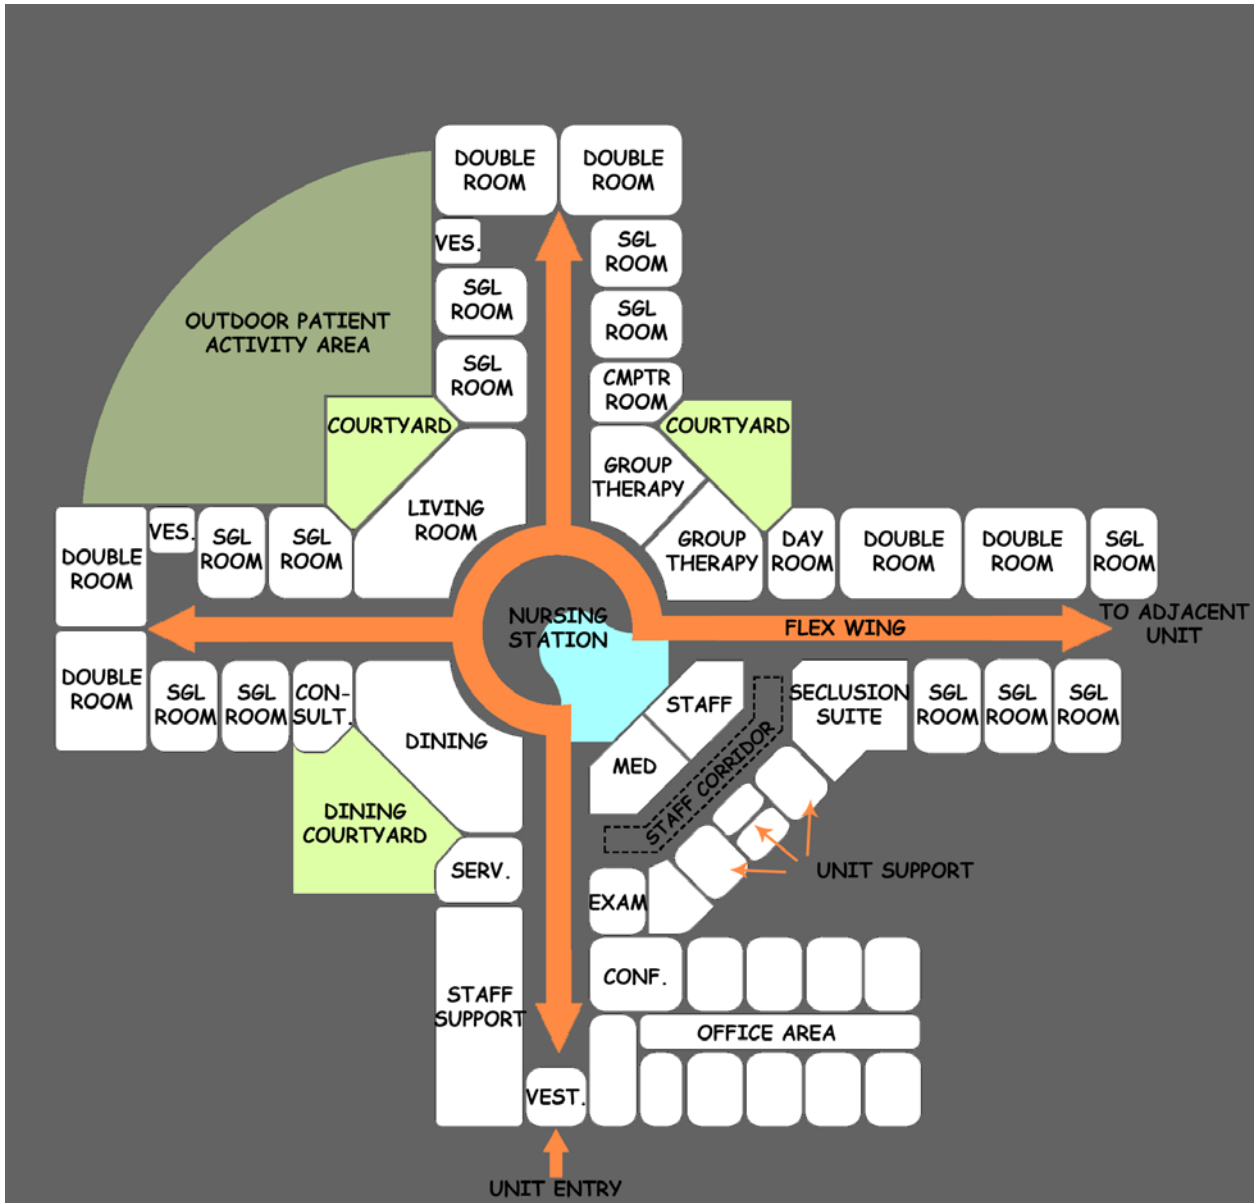 DOUBLE
ROOM
DOUBLE
ROOM
VES.
SGL
ROOM
SGL
ROOM
SGL
ROOM
OUTDOOR PATIENT
ACTIVITY AREA
SGL
ROOM
CMPTR
ROOM
COURTYARD
COURTYARD
GROUP
THERAPY
LIVING
ROOM
DOUBLE
ROOM
VES.
SGL
ROOM
SGL
ROOM
GROUP
THERAPY
DAY
ROOM
DOUBLE
ROOM
DOUBLE
ROOM
SGL
ROOM
NURSING
STATION
FLEX WING
TO ADJACENT
UNIT
DOUBLE
ROOM
SGL
ROOM
SGL
ROOM
CON-
SULT.
DINING
STAFF
SECLUSION
SUITE
SGL
ROOM
SGL
ROOM
SGL
ROOM
MED
STAFF CORRIDOR
DINING
COURTYARD
SERV.
UNIT SUPPORT
EXAM
CONF.
STAFF
SUPPORT
OFFICE AREA
VEST.
UNIT ENTRY